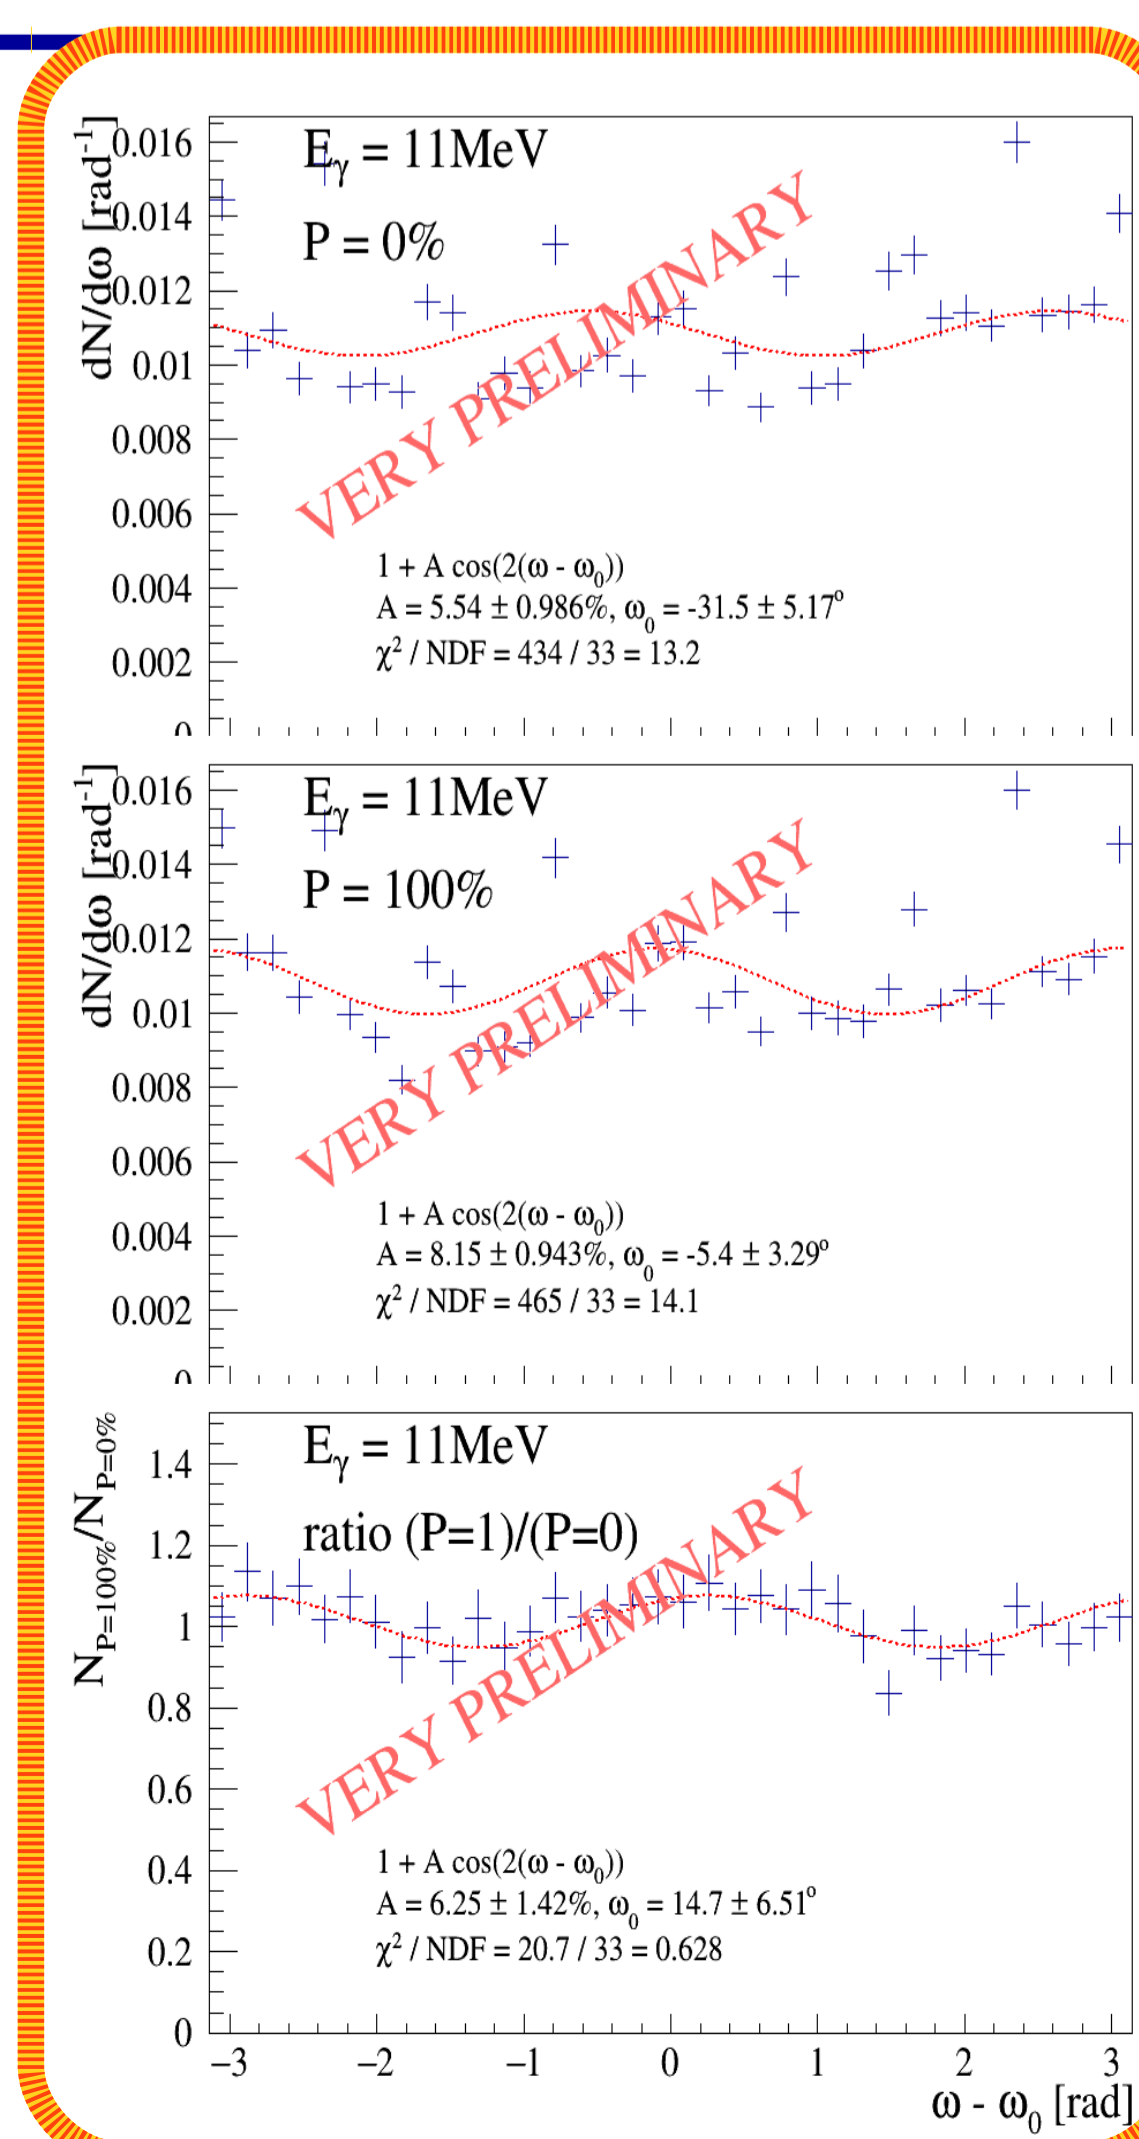 dN/dω [rad⁻¹]
0.016
0.014
0.012
0.01
0.008
0.006
0.004
0.002
0
Eγ = 11MeV
P = 0%
VERY PRELIMINARY
1 + A cos(2(ω - ω₀))
A = 5.54 ± 0.986%, ω₀ = -31.5 ± 5.17°
χ² / NDF = 434 / 33 = 13.2
dN/dω [rad⁻¹]
0.016
0.014
0.012
0.01
0.008
0.006
0.004
0.002
0
Eγ = 11MeV
P = 100%
VERY PRELIMINARY
1 + A cos(2(ω - ω₀))
A = 8.15 ± 0.943%, ω₀ = -5.4 ± 3.29°
χ² / NDF = 465 / 33 = 14.1
N_P=100%/N_P=0%
1.4
1.2
1
0.8
0.6
0.4
0.2
0
Eγ = 11MeV
ratio (P=1)/(P=0)
VERY PRELIMINARY
1 + A cos(2(ω - ω₀))
A = 6.25 ± 1.42%, ω₀ = 14.7 ± 6.51°
χ² / NDF = 20.7 / 33 = 0.628
−3 −2 −1 0 1 2 3
ω - ω₀ [rad]